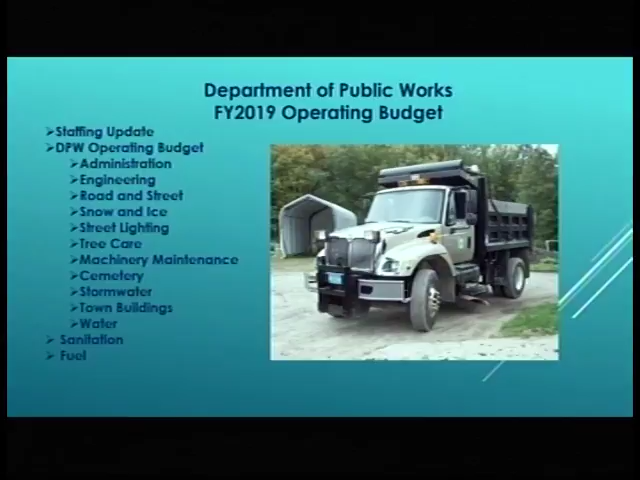 Department of Public Works
FY2019 Operating Budget
➢Staffing Update
➢DPW Operating Budget
➢Administration
➢Engineering
➢Road and Street
➢Snow and Ice
➢Street Lighting
➢Tree Care
➢Machinery Maintenance
➢Cemetery
➢Stormwater
➢Town Buildings
➢Water
➢ Sanitation
➢ Fuel